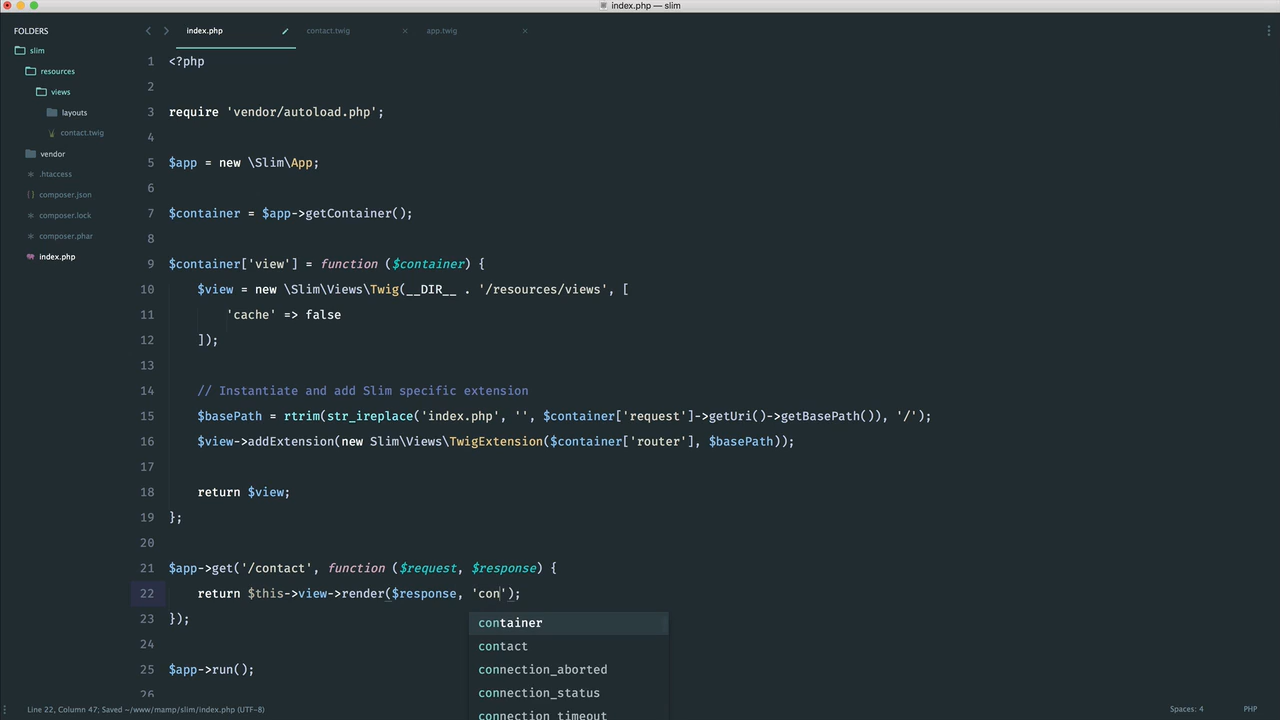 index.php — slim
FOLDERS
slim
resources
views
layouts
contact.twig
vendor
.htaccess
composer.json
composer.lock
composer.phar
index.php
index.php
contact.twig
app.twig
1 <?php
2
3 require 'vendor/autoload.php';
4
5 $app = new \Slim\App;
6
7 $container = $app->getContainer();
8
9 $container['view'] = function ($container) {
10 $view = new \Slim\Views\Twig(__DIR__ . '/resources/views', [
11 'cache' => false
12 ]);
13
14 // Instantiate and add Slim specific extension
15 $basePath = rtrim(str_ireplace('index.php', '', $container['request']->getUri()->getBasePath()), '/');
16 $view->addExtension(new Slim\Views\TwigExtension($container['router'], $basePath));
17
18 return $view;
19 };
20
21 $app->get('/contact', function ($request, $response) {
22 return $this->view->render($response, 'con');
23 });
24
25 $app->run();
26
container
contact
connection_aborted
connection_status
connection_timeout
Line 22, Column 47; Saved ~/www/mamp/slim/index.php (UTF-8)
Spaces: 4
PHP